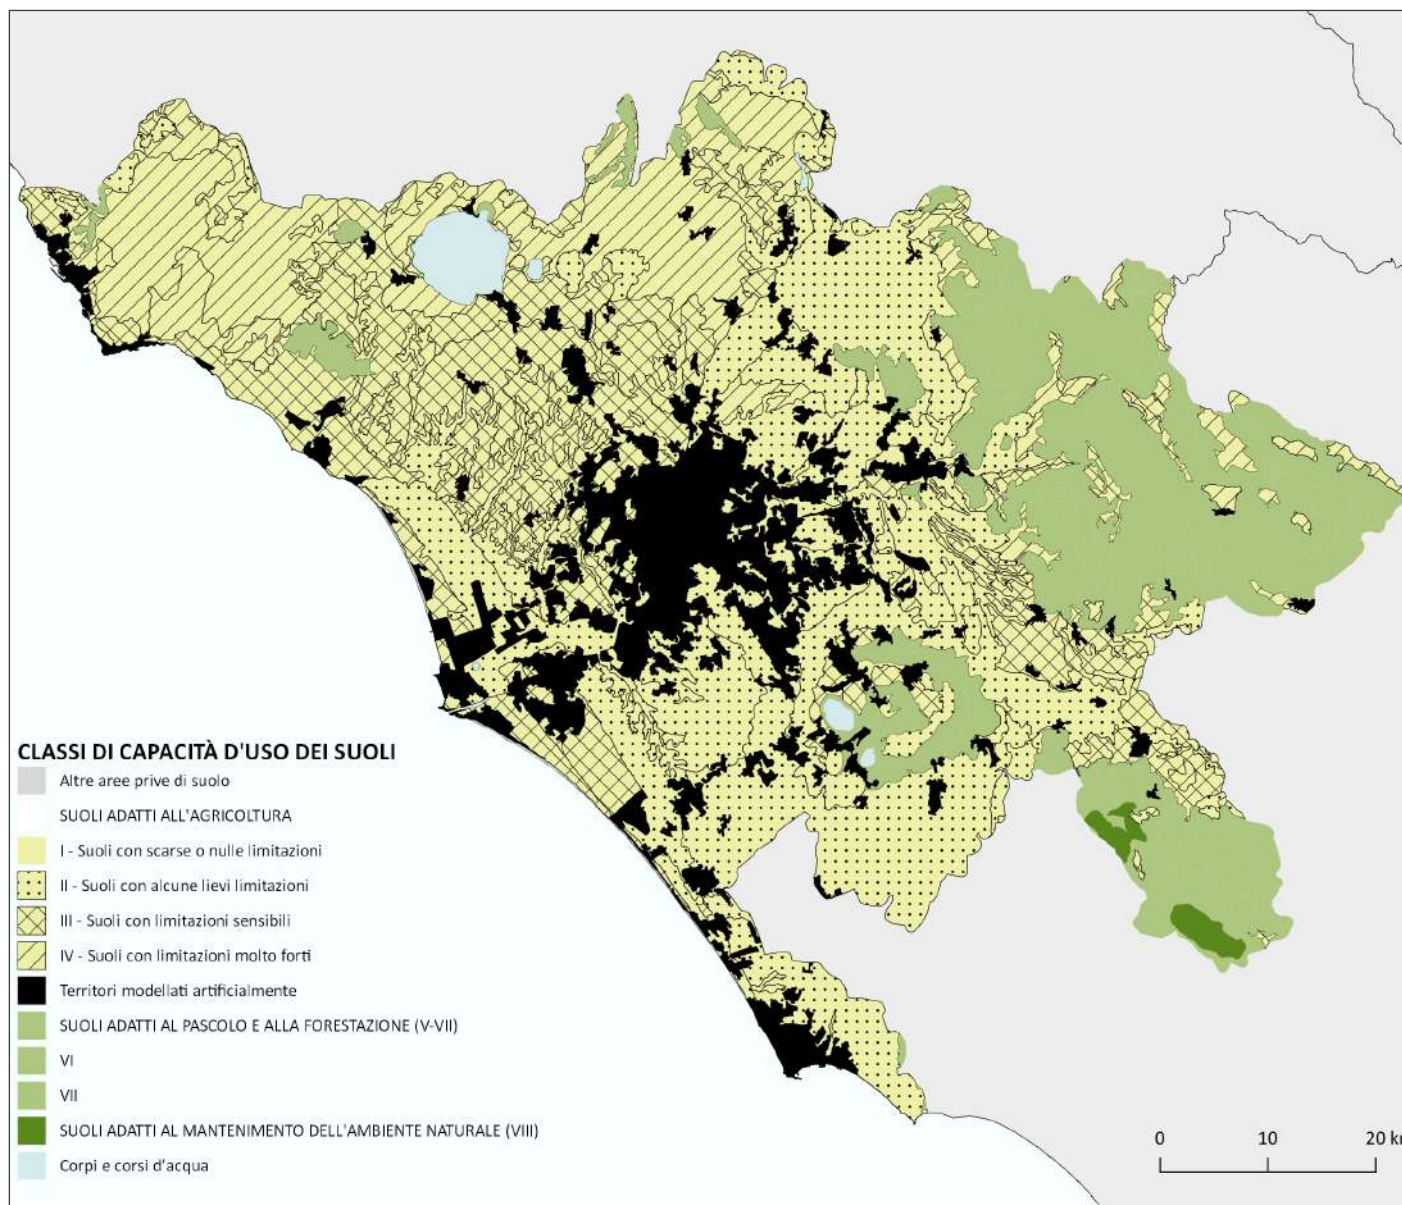 CLASSI DI CAPACITÀ D'USO DEI SUOLI
Altre aree prive di suolo
SUOLI ADATTI ALL'AGRICOLTURA
I - Suoli con scarse o nulle limitazioni
II - Suoli con alcune lievi limitazioni
III - Suoli con limitazioni sensibili
IV - Suoli con limitazioni molto forti
Territori modellati artificialmente
SUOLI ADATTI AL PASCOLO E ALLA FORESTAZIONE (V-VII)
VI
VII
SUOLI ADATTI AL MANTENIMENTO DELL'AMBIENTE NATURALE (VIII)
Corpi e corsi d'acqua
0 10 20 k